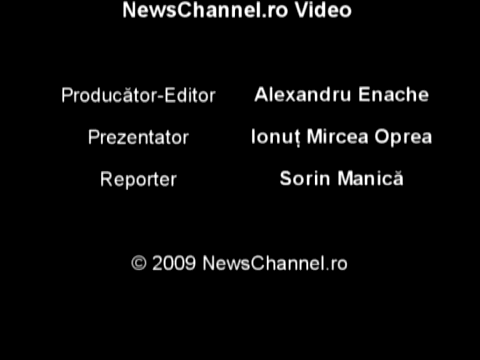 NewsChannel.ro Video
Producător-Editor Alexandru Enache
Prezentator Ionuț Mircea Oprea
Reporter Sorin Manică
© 2009 NewsChannel.ro